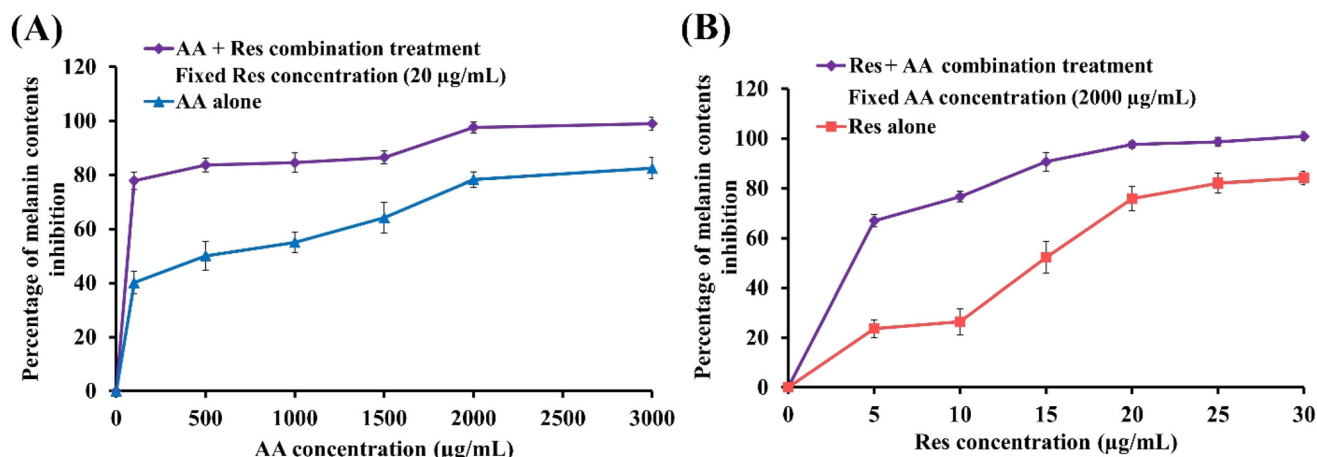 (A)
AA + Res combination treatment
Fixed Res concentration (20 µg/mL)
AA alone
Percentage of melanin contents
inhibition
120
100
80
60
40
20
0
0 500 1000 1500 2000 2500 3000
AA concentration (µg/mL)
(B)
Res + AA combination treatment
Fixed AA concentration (2000 µg/mL)
Res alone
Percentage of melanin contents
inhibition
120
100
80
60
40
20
0
0 5 10 15 20 25 30
Res concentration (µg/mL)